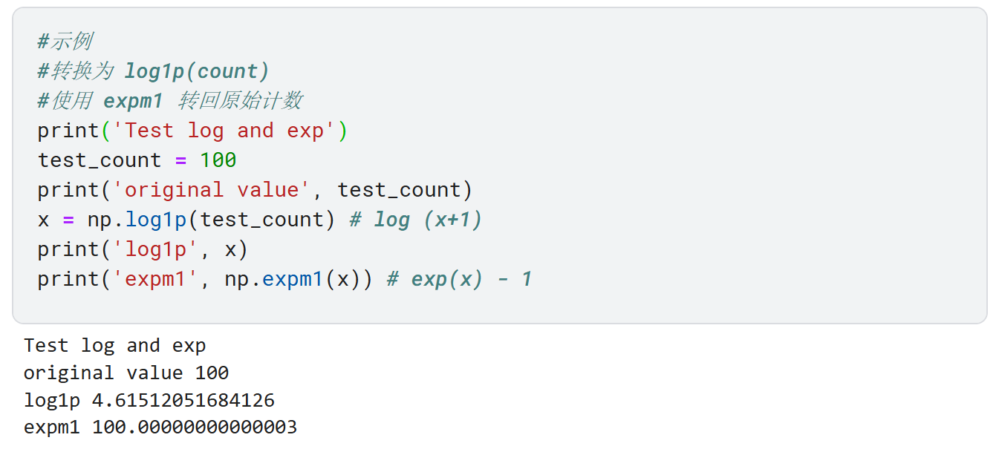 #示例
#转换为 log1p(count)
#使用 expm1 转回原始计数
print('Test log and exp')
test_count = 100
print('original value', test_count)
x = np.log1p(test_count) # log (x+1)
print('log1p', x)
print('expm1', np.expm1(x)) # exp(x) - 1
Test log and exp
original value 100
log1p 4.61512051684126
expm1 100.00000000000003